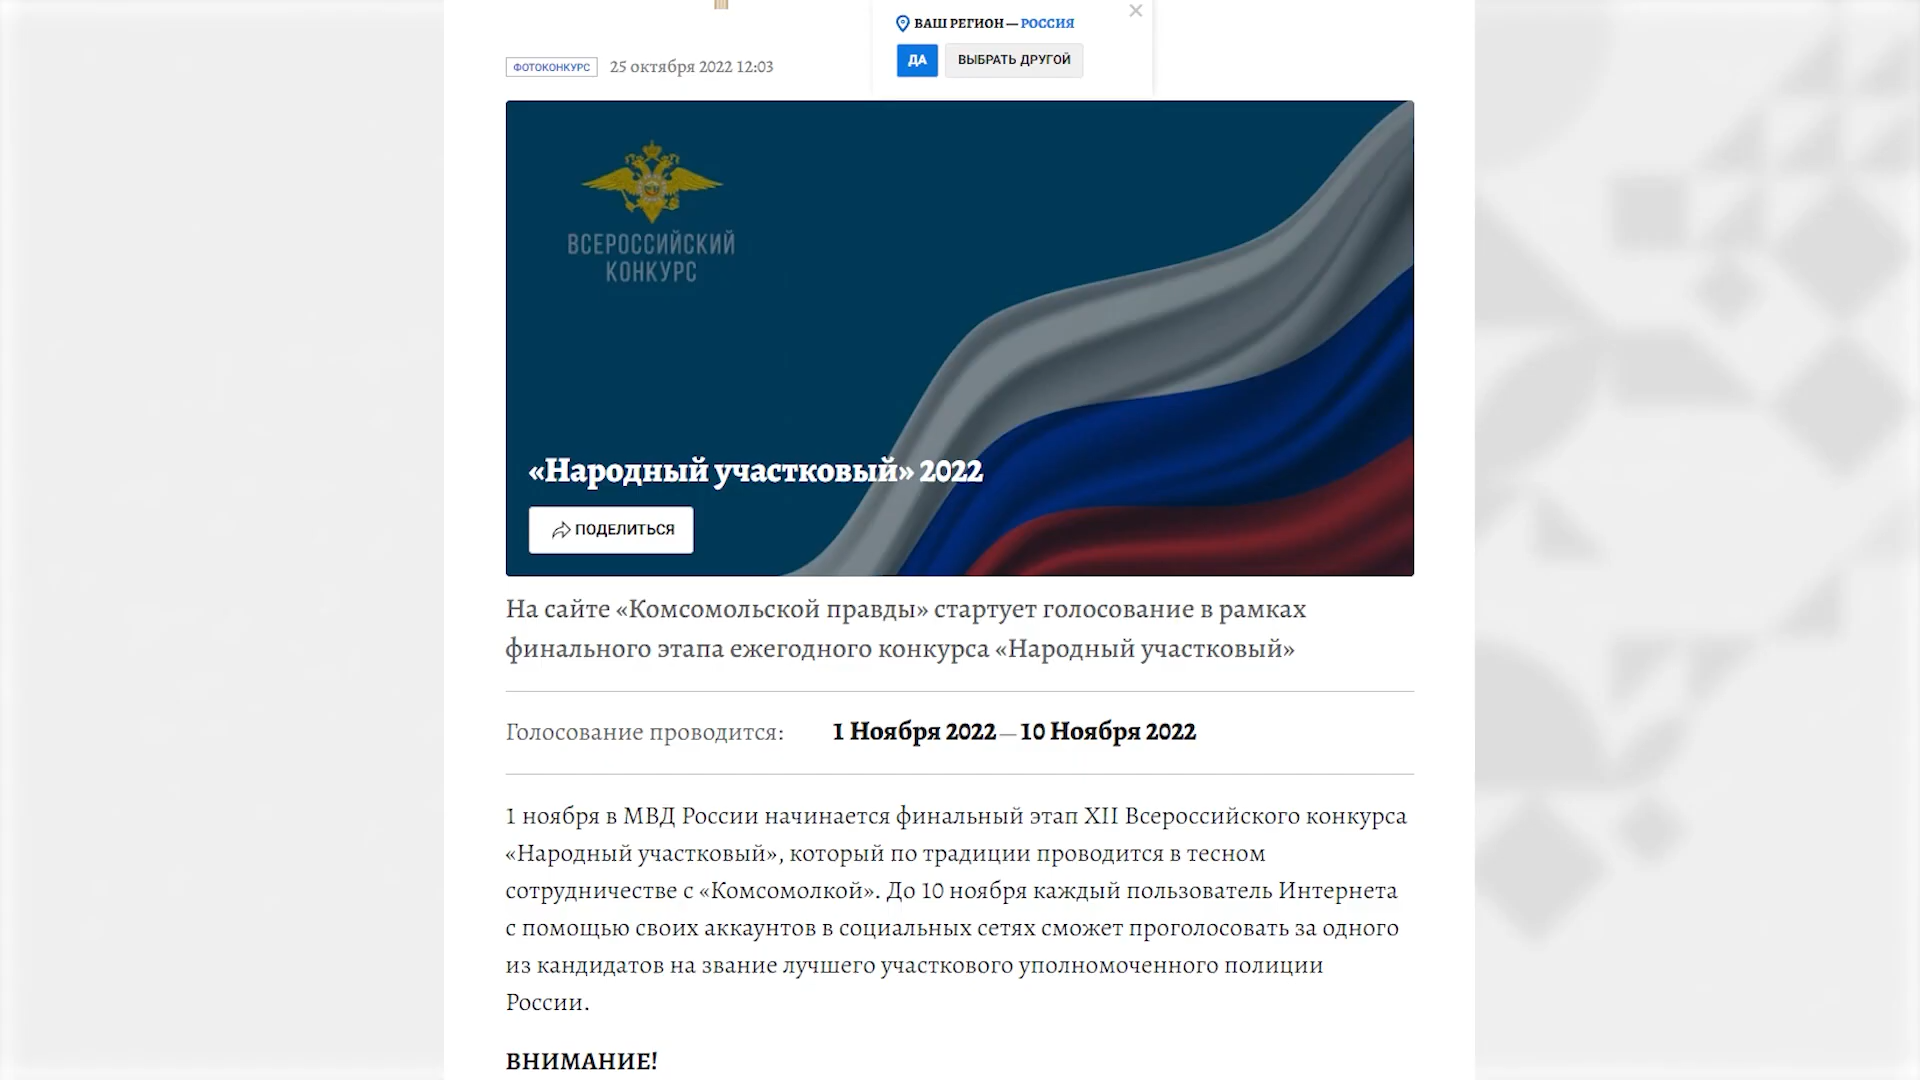 ВАШ РЕГИОН — РОССИЯ
ДА
ВЫБРАТЬ ДРУГОЙ
ФОТОКОНКУРС
25 октября 2022 12:03
ВСЕРОССИЙСКИЙ
КОНКУРС
«Народный участковый» 2022
ПОДЕЛИТЬСЯ
На сайте «Комсомольской правды» стартует голосование в рамках
финального этапа ежегодного конкурса «Народный участковый»
Голосование проводится: 1 Ноября 2022 — 10 Ноября 2022
1 ноября в МВД России начинается финальный этап XII Всероссийского конкурса
«Народный участковый», который по традиции проводится в тесном
сотрудничестве с «Комсомолкой». До 10 ноября каждый пользователь Интернета
с помощью своих аккаунтов в социальных сетях сможет проголосовать за одного
из кандидатов на звание лучшего участкового уполномоченного полиции
России.
ВНИМАНИЕ!